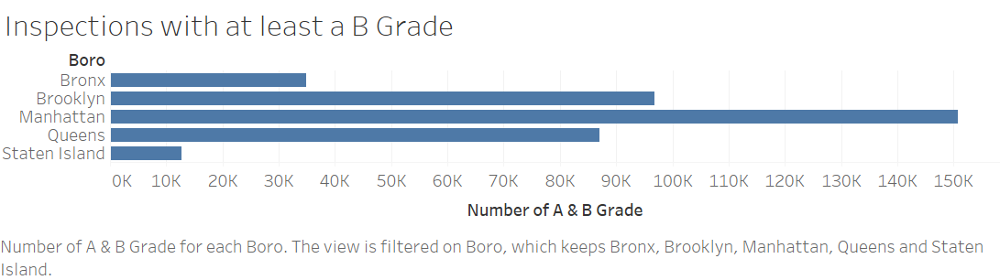 Inspections with at least a B Grade
Boro
Bronx
Brooklyn
Manhattan
Queens
Staten Island
0K 10K 20K 30K 40K 50K 60K 70K 80K 90K 100K 110K 120K 130K 140K 150K
Number of A & B Grade
Number of A & B Grade for each Boro. The view is filtered on Boro, which keeps Bronx, Brooklyn, Manhattan, Queens and Staten
Island.